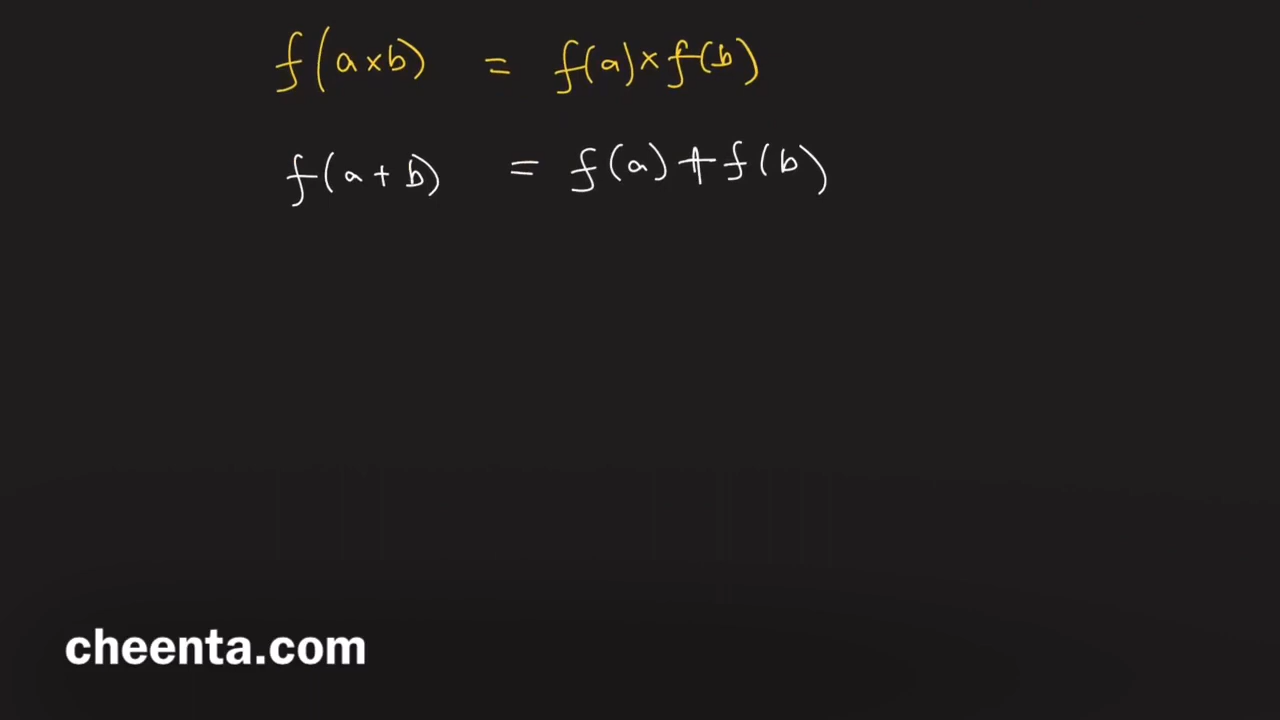 f(a×b) = f(a)×f(b)
f(a+b) = f(a)+f(b)
cheenta.com